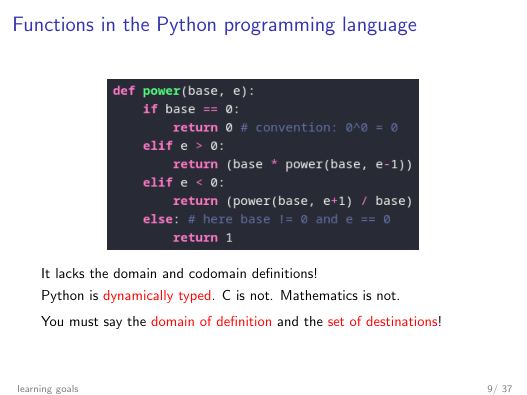 Functions in the Python programming language
def power(base, e):
    if base == 0:
        return 0 # convention: 0^0 = 0
    elif e > 0:
        return (base * power(base, e-1))
    elif e < 0:
        return (power(base, e+1) / base)
    else: # here base != 0 and e == 0
        return 1
It lacks the domain and codomain definitions!
Python is dynamically typed. C is not. Mathematics is not.
You must say the domain of definition and the set of destinations!
learning goals
9/ 37